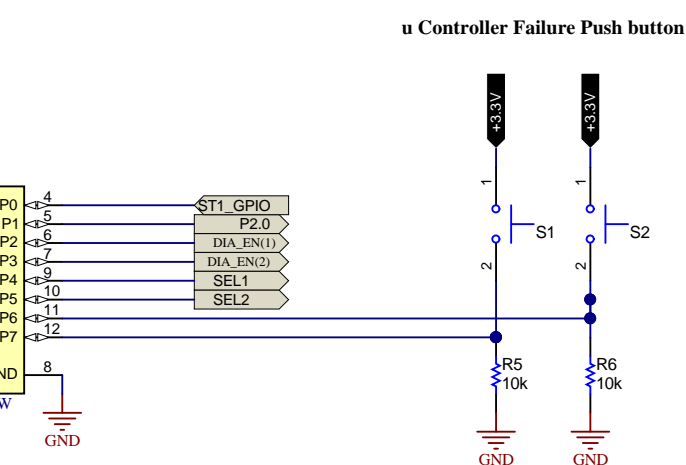 u Controller Failure Push button
+3.3V
+3.3V
1
1
S1
S2
2
2
P0 4 ST1_GPIO
P1 5 P2.0
P2 6 DIA_EN(1)
P3 7 DIA_EN(2)
P4 9 SEL1
P5 10 SEL2
P6 11
P7 12
ND 8
W
GND
R5
10k
R6
10k
GND
GND